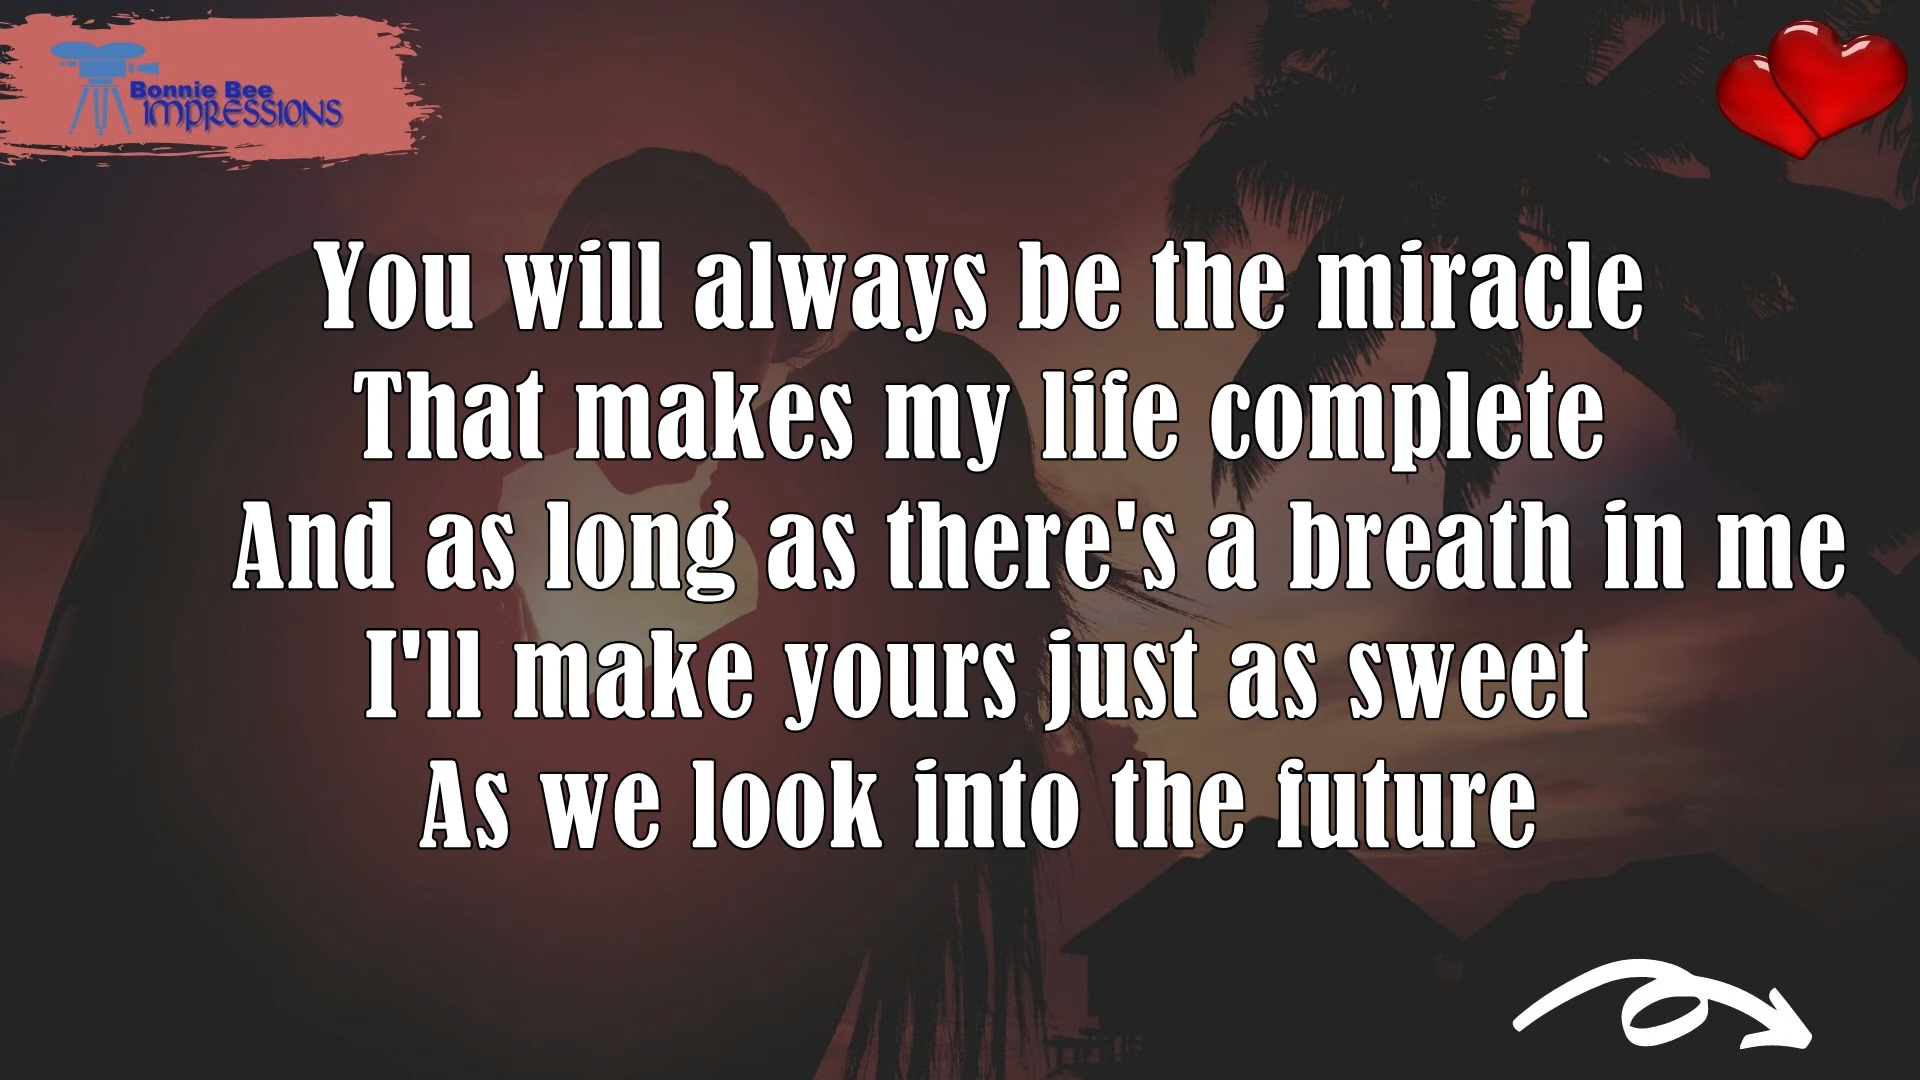 Bonnie Bee
IMPRESSIONS
You will always be the miracle
That makes my life complete
And as long as there's a breath in me
I'll make yours just as sweet
As we look into the future